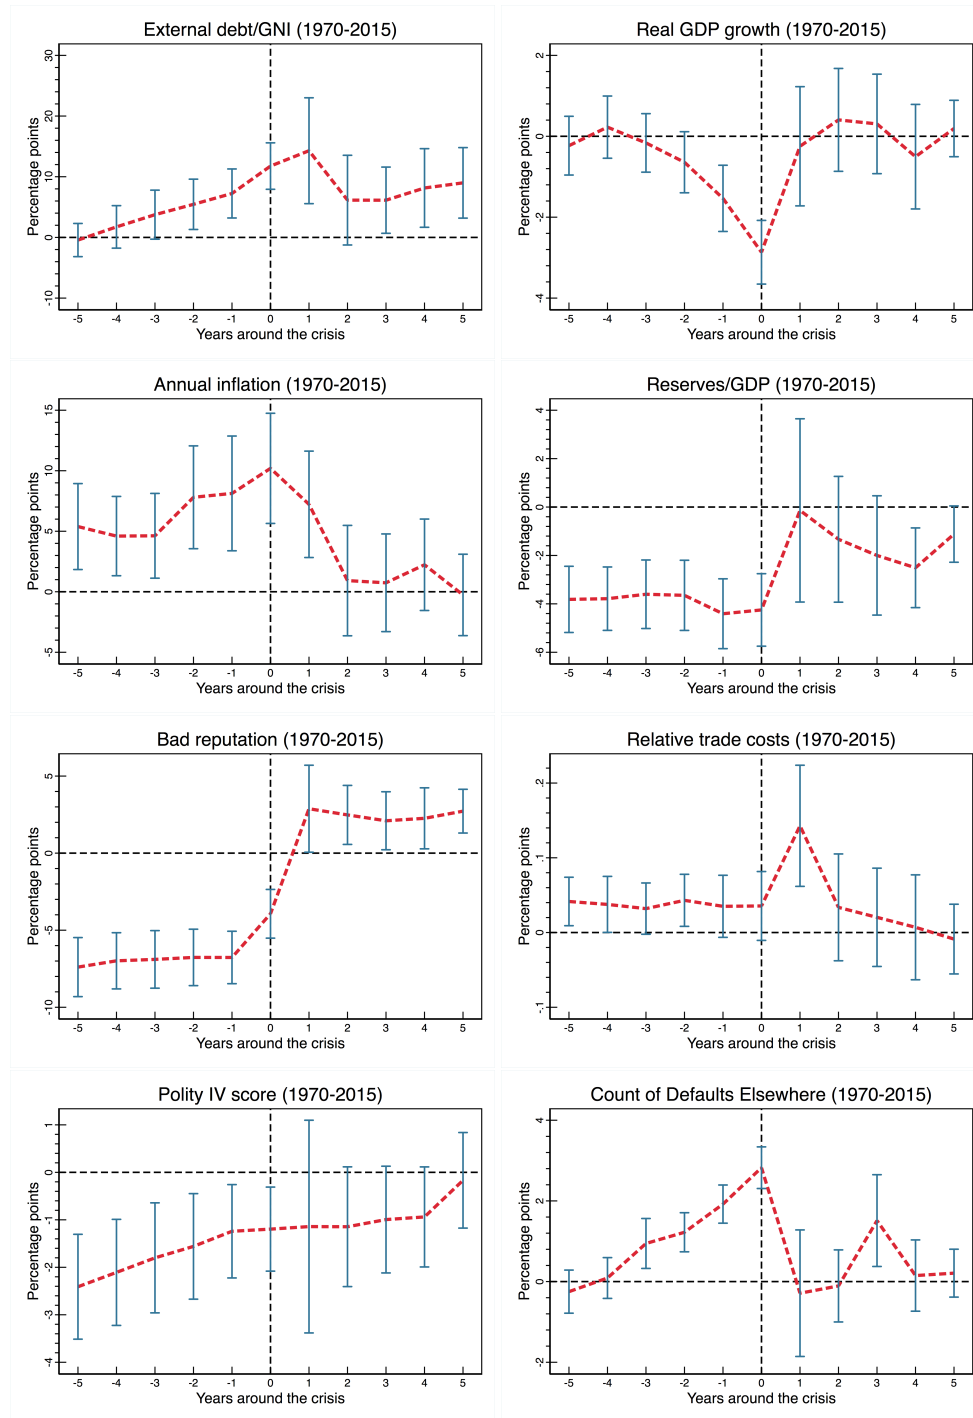 External debt/GNI (1970-2015)
Percentage points
30
20
10
0
-10
-5 -4 -3 -2 -1 0 1 2 3 4 5
Years around the crisis
Real GDP growth (1970-2015)
Percentage points
2
0
-2
-4
-5 -4 -3 -2 -1 0 1 2 3 4 5
Years around the crisis
Annual inflation (1970-2015)
Percentage points
15
10
5
0
-5
-5 -4 -3 -2 -1 0 1 2 3 4 5
Years around the crisis
Reserves/GDP (1970-2015)
Percentage points
4
2
0
-2
-4
-6
-5 -4 -3 -2 -1 0 1 2 3 4 5
Years around the crisis
Bad reputation (1970-2015)
Percentage points
5
0
-5
-10
-5 -4 -3 -2 -1 0 1 2 3 4 5
Years around the crisis
Relative trade costs (1970-2015)
Percentage points
.2
.1
0
-.1
-5 -4 -3 -2 -1 0 1 2 3 4 5
Years around the crisis
Polity IV score (1970-2015)
Percentage points
1
0
-1
-2
-3
-4
-5 -4 -3 -2 -1 0 1 2 3 4 5
Years around the crisis
Count of Defaults Elsewhere (1970-2015)
Percentage points
4
2
0
-2
-5 -4 -3 -2 -1 0 1 2 3 4 5
Years around the crisis